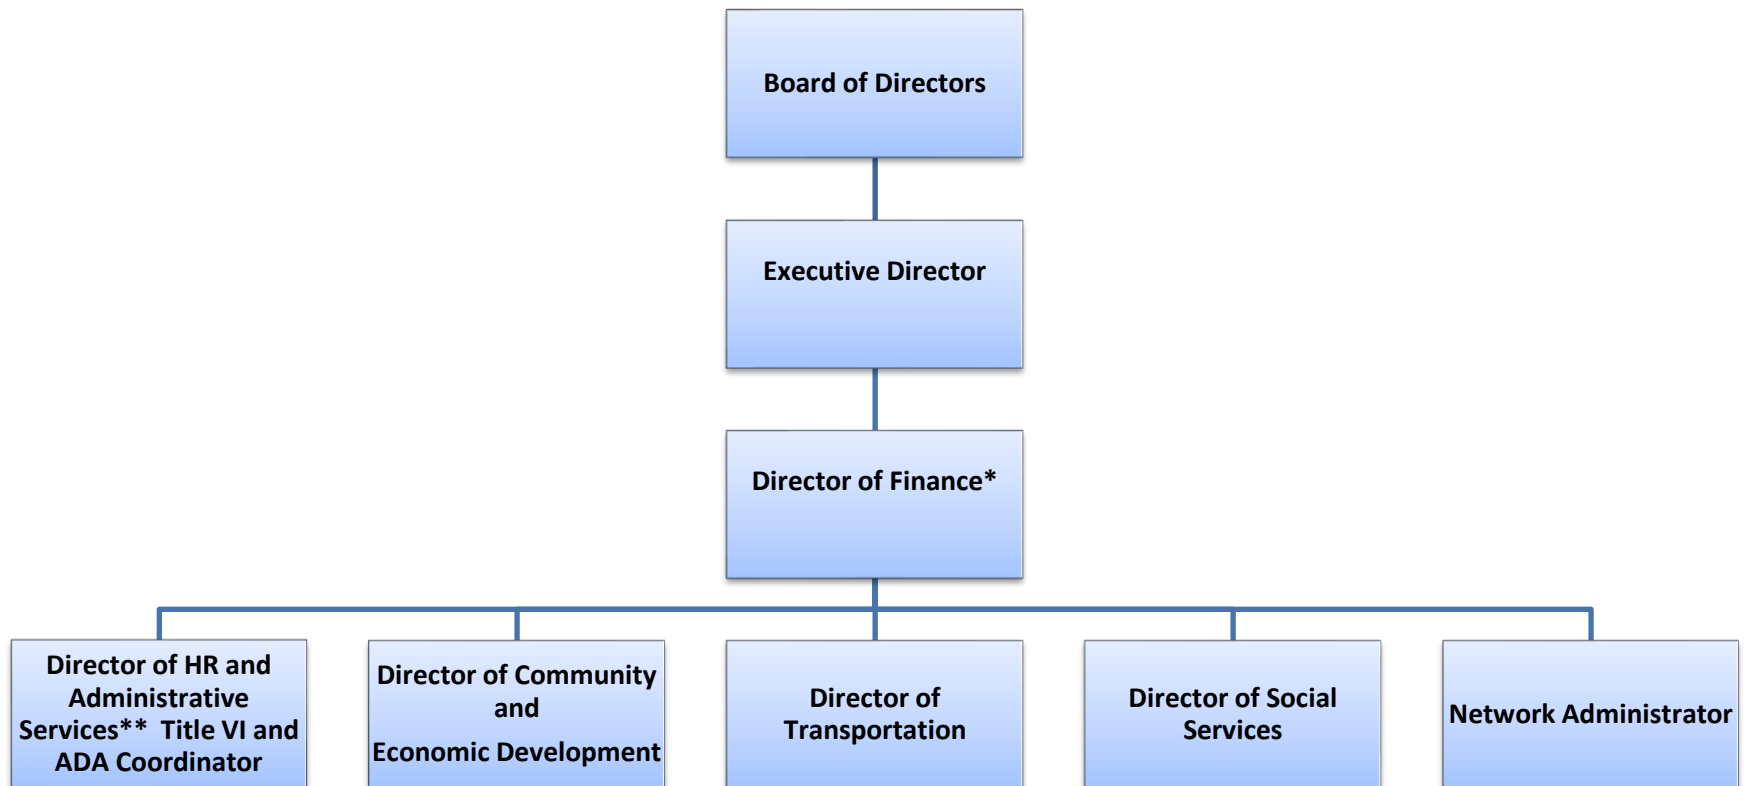 Board of Directors
Executive Director
Director of Finance*
Director of HR and
Administrative
Services**  Title VI and
ADA Coordinator
Director of Community
and
Economic Development
Director of
Transportation
Director of Social
Services
Network Administrator